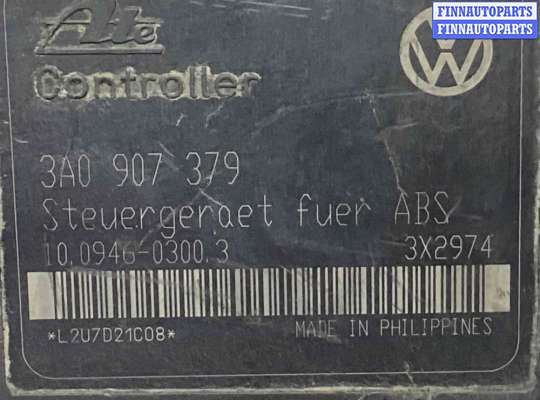 FINNAUTOPARTS
FINNAUTOPARTS
Ate
Controller
3A0 907 379
Steuergeraet fuer ABS
10.0946-0300.3 3X2974
*L2U7D21C08* MADE IN PHILIPPINES